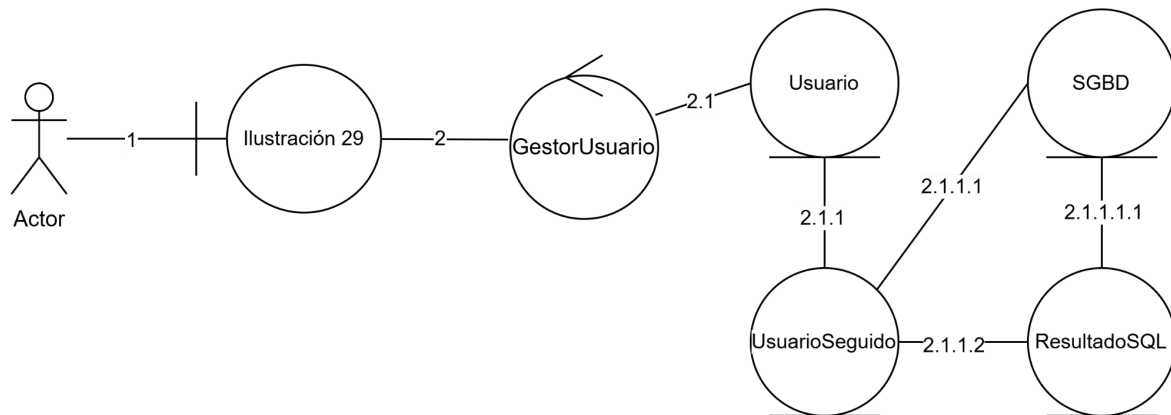 Actor
1
Ilustración 29
2
GestorUsuario
2.1
Usuario
SGBD
2.1.1
2.1.1.1
2.1.1.1.1
UsuarioSeguido
2.1.1.2
ResultadoSQL